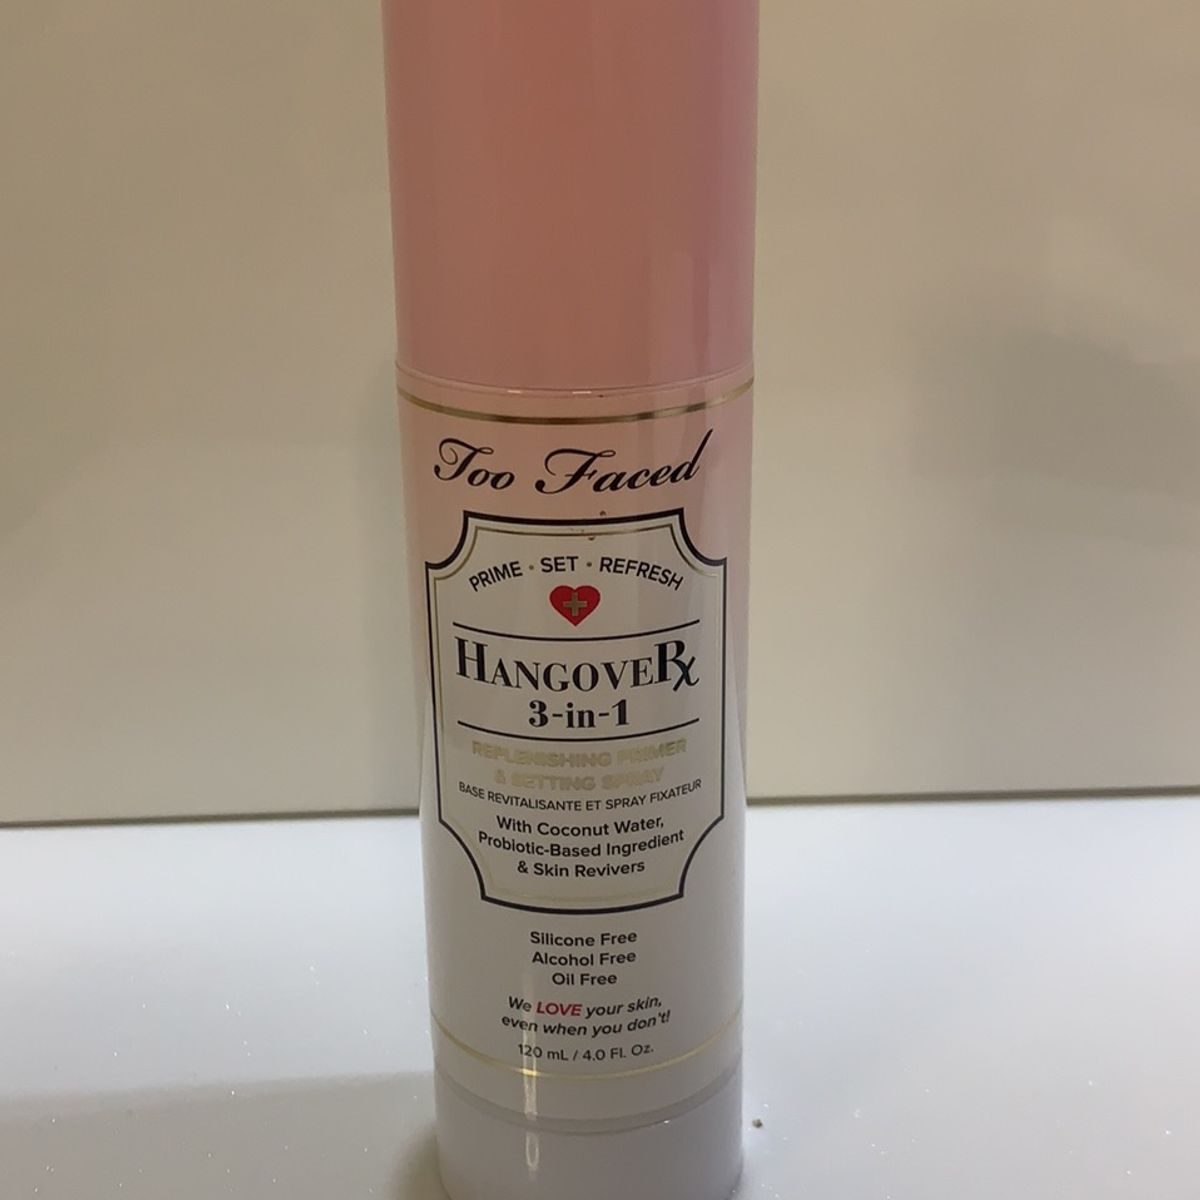 Too Faced
PRIME • SET • REFRESH
HANGOVERx
3-in-1
REPLENISHING PRIMER
& SETTING SPRAY
BASE REVITALISANTE ET SPRAY FIXATEUR
With Coconut Water,
Probiotic-Based Ingredient
& Skin Revivers
Silicone Free
Alcohol Free
Oil Free
We LOVE your skin,
even when you don't!
120 mL / 4.0 Fl. Oz.